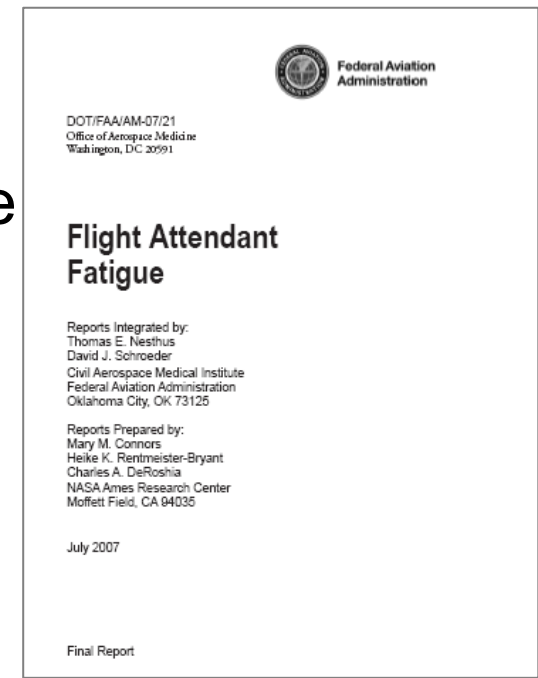 Federal Aviation
Administration
DOT/FAA/AM-07/21
Office of Aerospace Medicine
Washington, DC 20591
e
Flight Attendant
Fatigue
Reports Integrated by:
Thomas E. Nesthus
David J. Schroeder
Civil Aerospace Medical Institute
Federal Aviation Administration
Oklahoma City, OK 73125
Reports Prepared by:
Mary M. Connors
Heike K. Rentmeister-Bryant
Charles A. DeRoshia
NASA Ames Research Center
Moffett Field, CA 94035
July 2007
Final Report